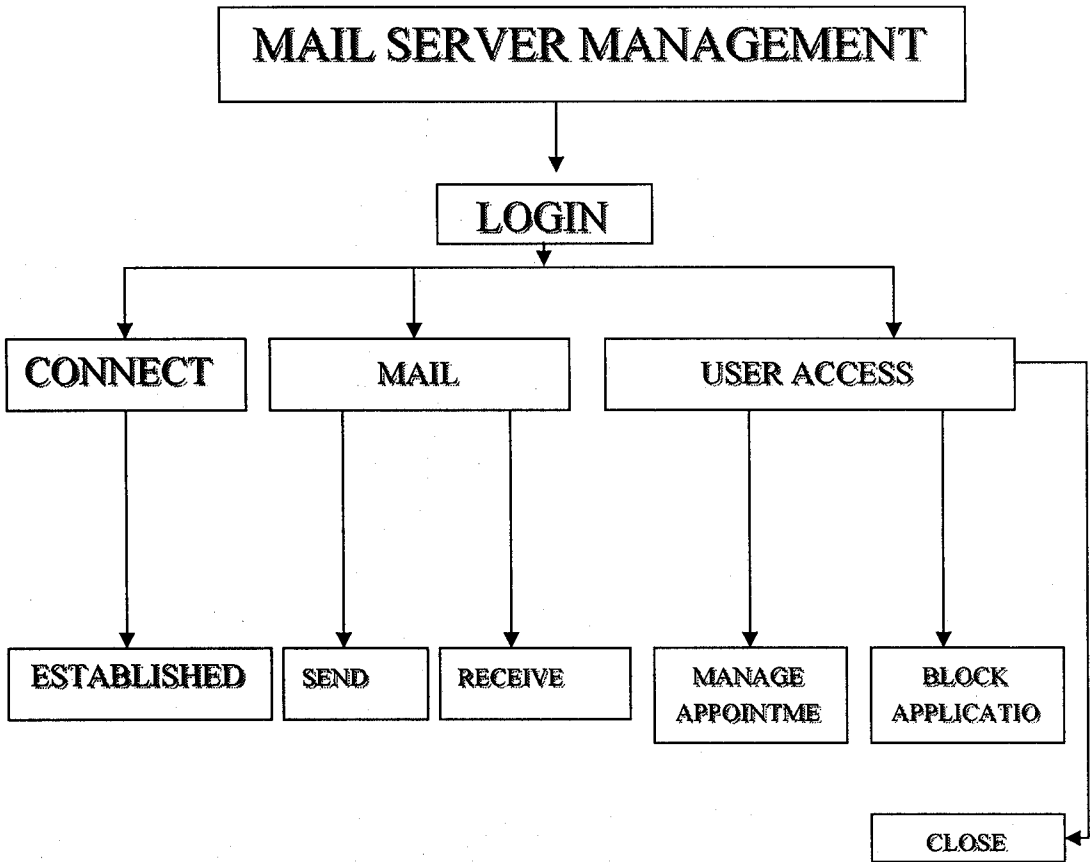 MAIL SERVER MANAGEMENT
LOGIN
CONNECT
MAIL
USER ACCESS
ESTABLISHED
SEND
RECEIVE
MANAGE
APPOINTME
BLOCK
APPLICATIO
CLOSE